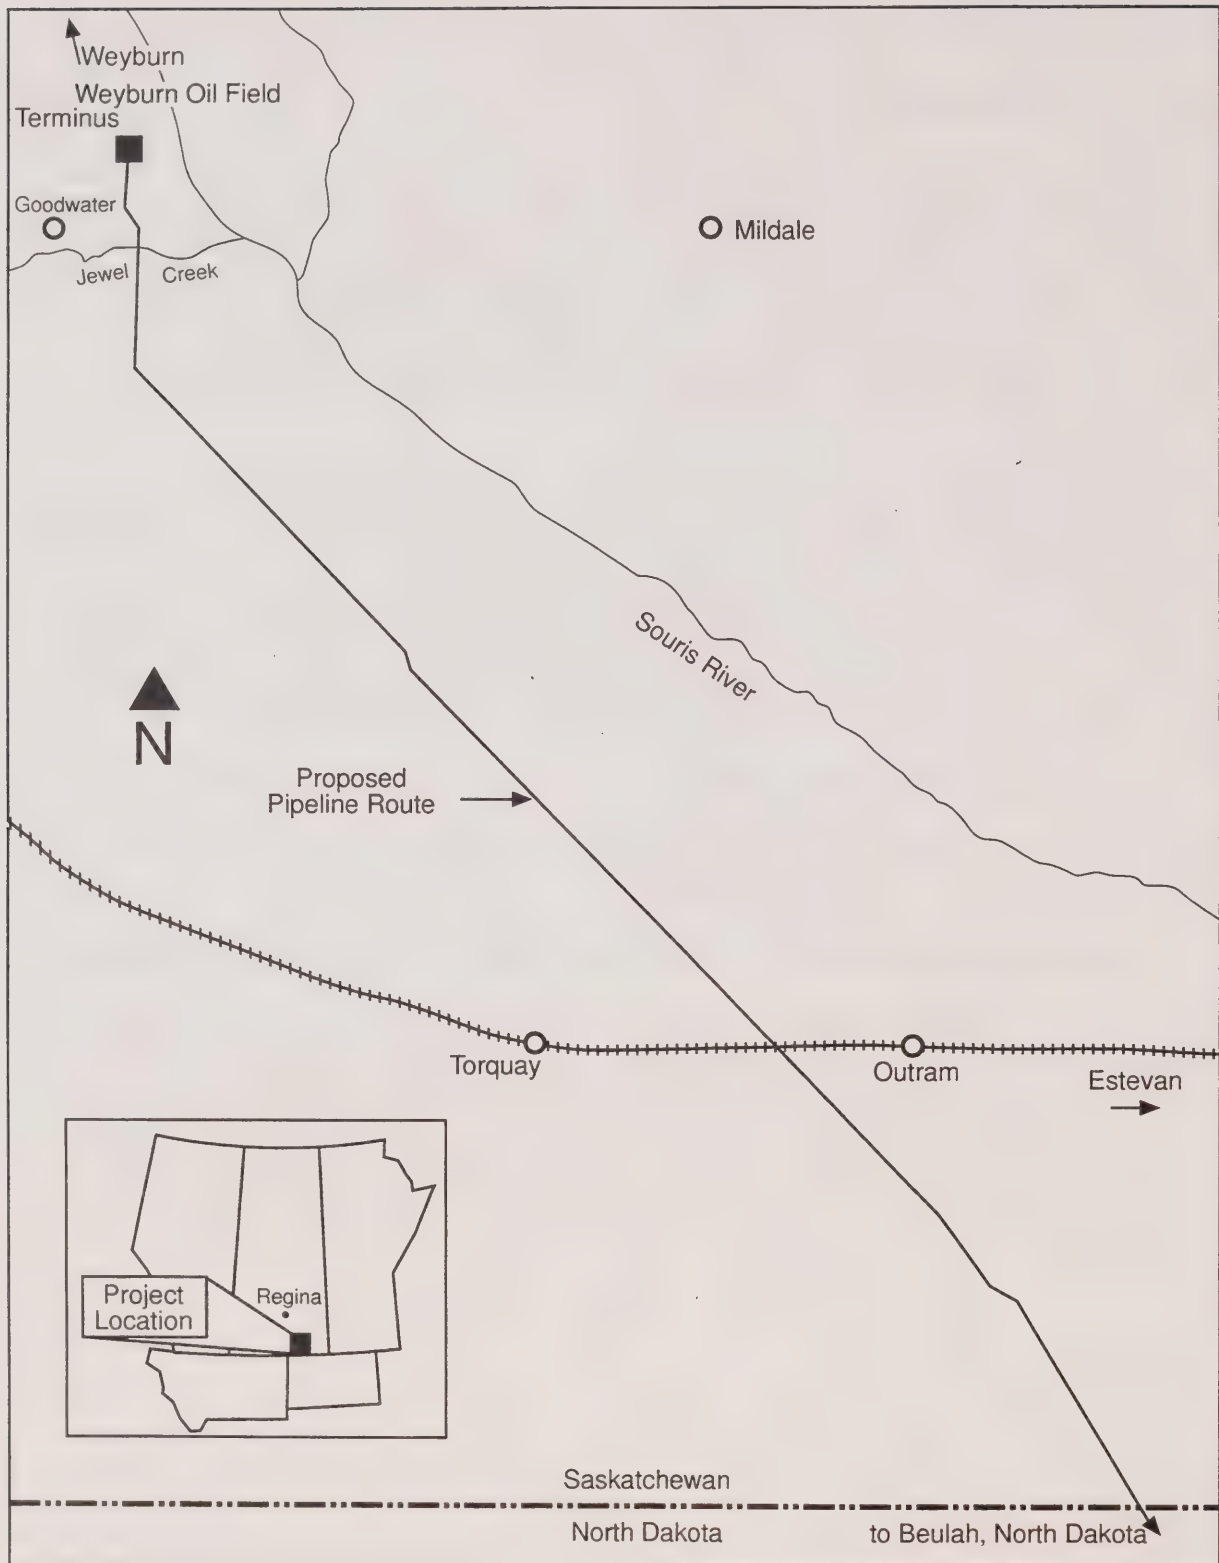 Weyburn
Weyburn Oil Field
Terminus
Goodwater
Mildale
Jewel Creek
Souris River
N
Proposed
Pipeline Route
Torquay
Outram
Estevan
Project
Location
Regina
Saskatchewan
North Dakota
to Beulah, North Dakota